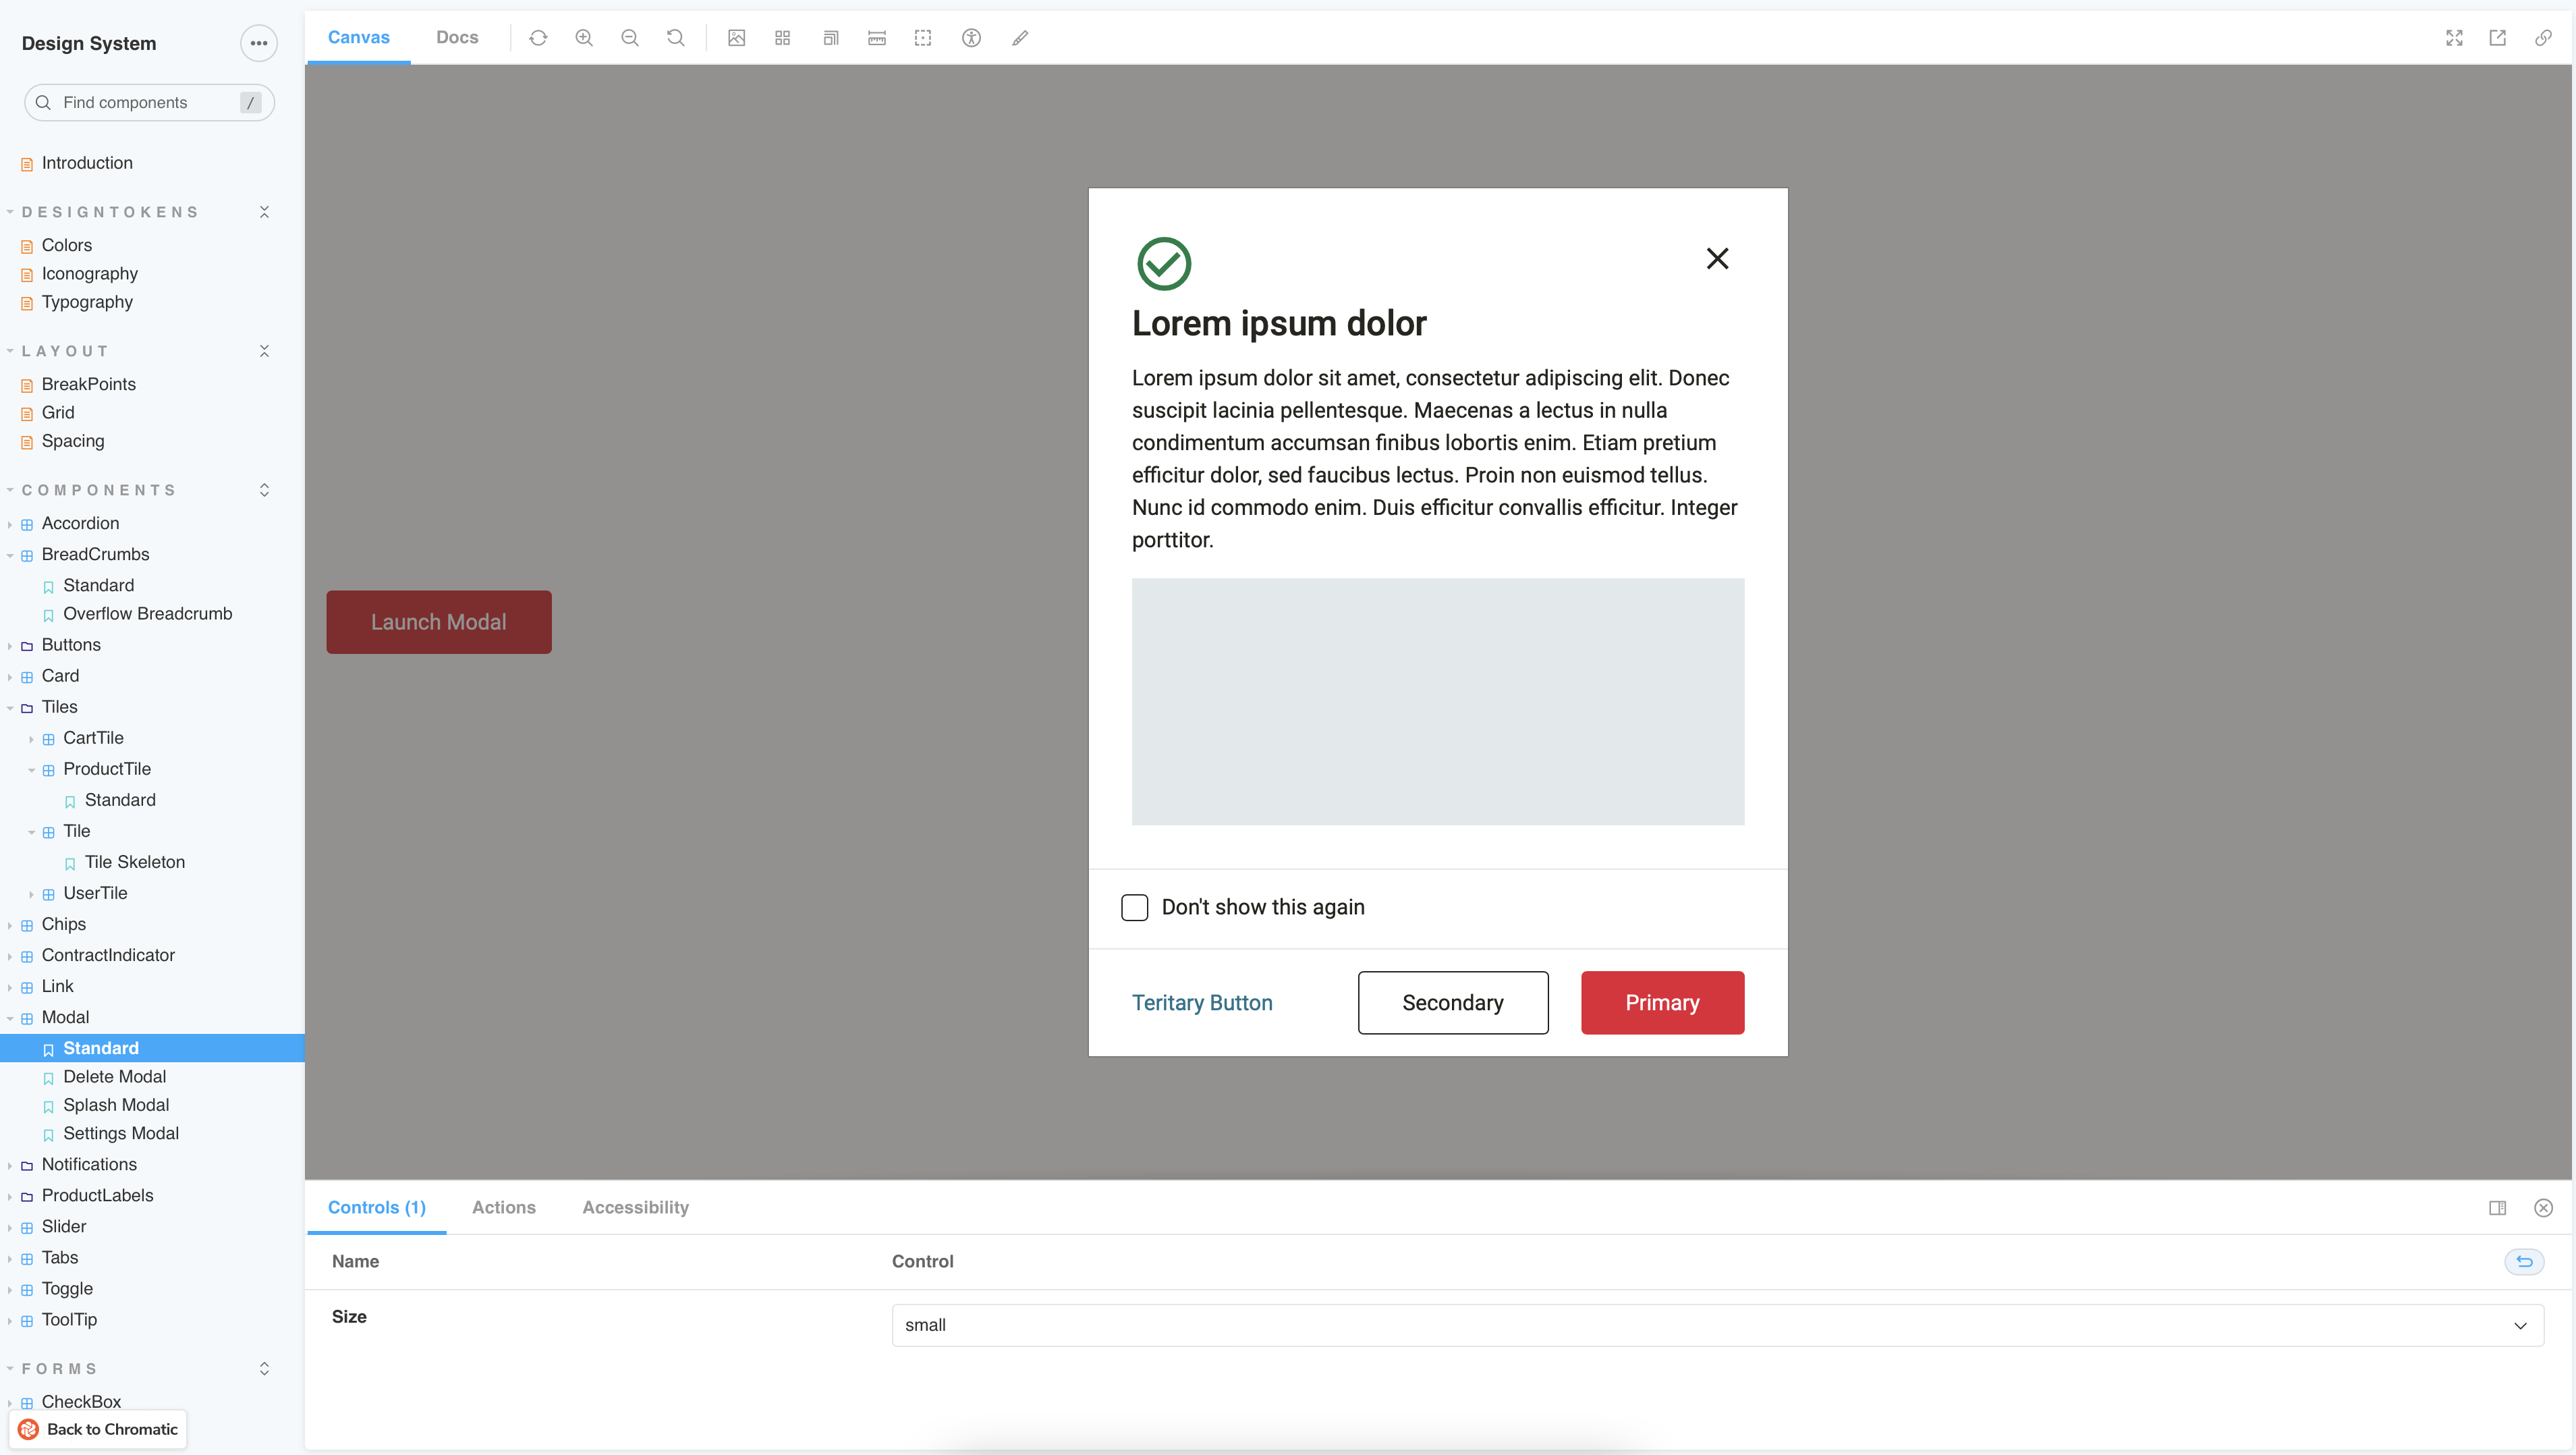 Design System
Find components
/
Introduction
DESIGNTOKENS
Colors
Iconography
Typography
LAYOUT
BreakPoints
Grid
Spacing
COMPONENTS
Accordion
BreadCrumbs
Standard
Overflow Breadcrumb
Buttons
Card
Tiles
CartTile
ProductTile
Standard
Tile
Tile Skeleton
UserTile
Chips
ContractIndicator
Link
Modal
Standard
Delete Modal
Splash Modal
Settings Modal
Notifications
ProductLabels
Slider
Tabs
Toggle
ToolTip
FORMS
CheckBox
Back to Chromatic
Canvas Docs
Launch Modal
Lorem ipsum dolor
Lorem ipsum dolor sit amet, consectetur adipiscing elit. Donec
suscipit lacinia pellentesque. Maecenas a lectus in nulla
condimentum accumsan finibus lobortis enim. Etiam pretium
efficitur dolor, sed faucibus lectus. Proin non euismod tellus.
Nunc id commodo enim. Duis efficitur convallis efficitur. Integer
porttitor.
Don't show this again
Teritary Button Secondary Primary
Controls (1) Actions Accessibility
Name Control
Size small